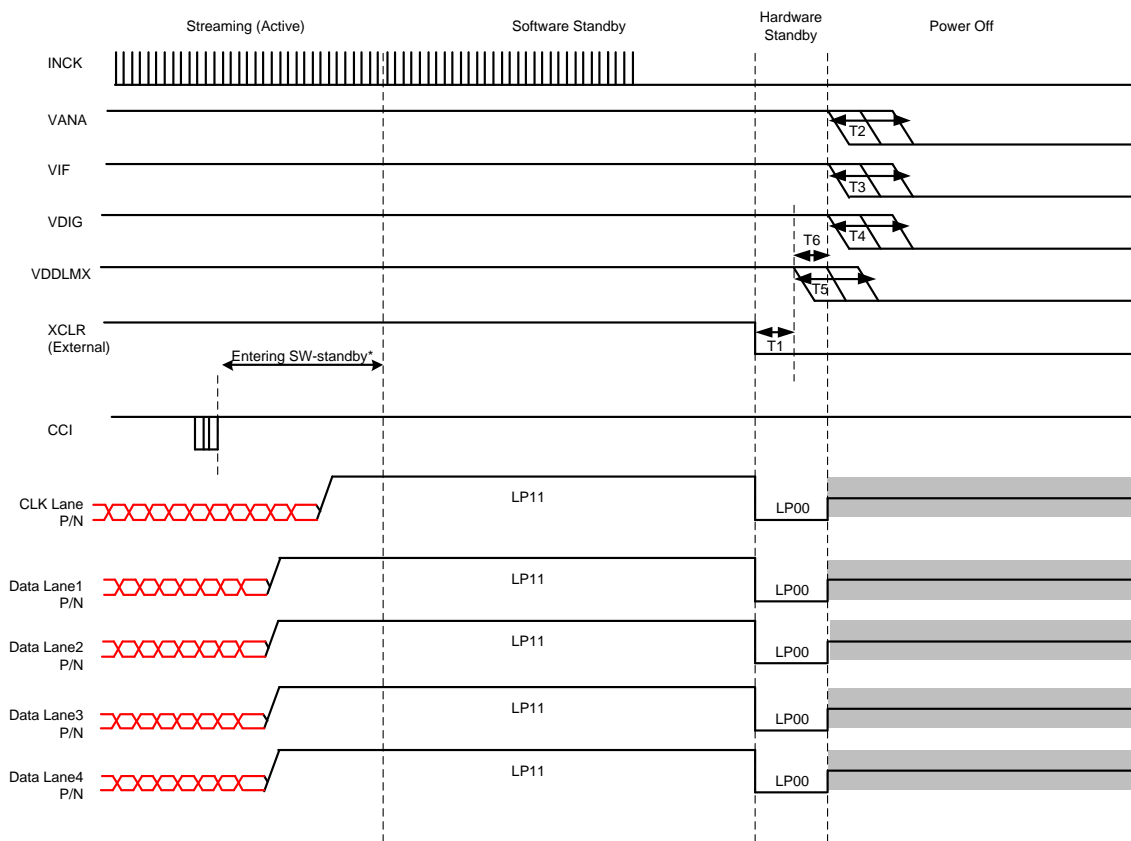 Streaming (Active)
Software Standby
Hardware
Standby
Power Off
INCK
VANA
T2
VIF
T3
VDIG
T4
T6
VDDLMX
T5
XCLR
(External)
T1
Entering SW-standby*
CCI
CLK Lane
P/N
LP11
LP00
Data Lane1
P/N
LP11
LP00
Data Lane2
P/N
LP11
LP00
Data Lane3
P/N
LP11
LP00
Data Lane4
P/N
LP11
LP00